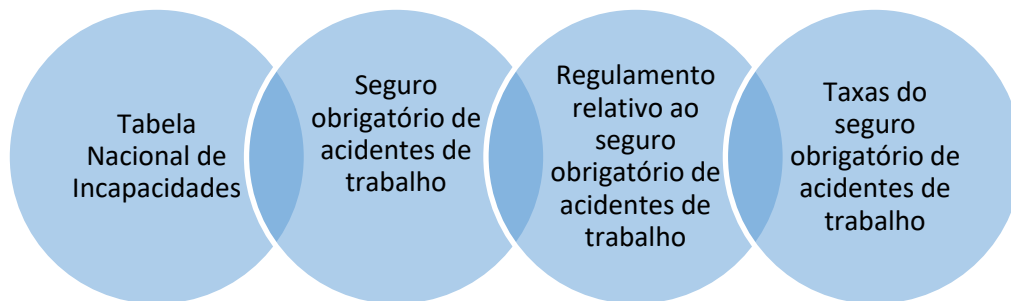 Tabela
Nacional de
Incapacidades
Seguro
obrigatório de
acidentes de
trabalho
Regulamento
relativo ao
seguro
obrigatório de
acidentes de
trabalho
Taxas do
seguro
obrigatório de
acidentes de
trabalho